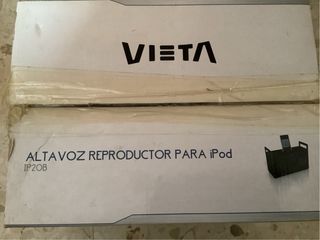 VIETA
ALTAVOZ REPRODUCTOR PARA iPod
IP20B